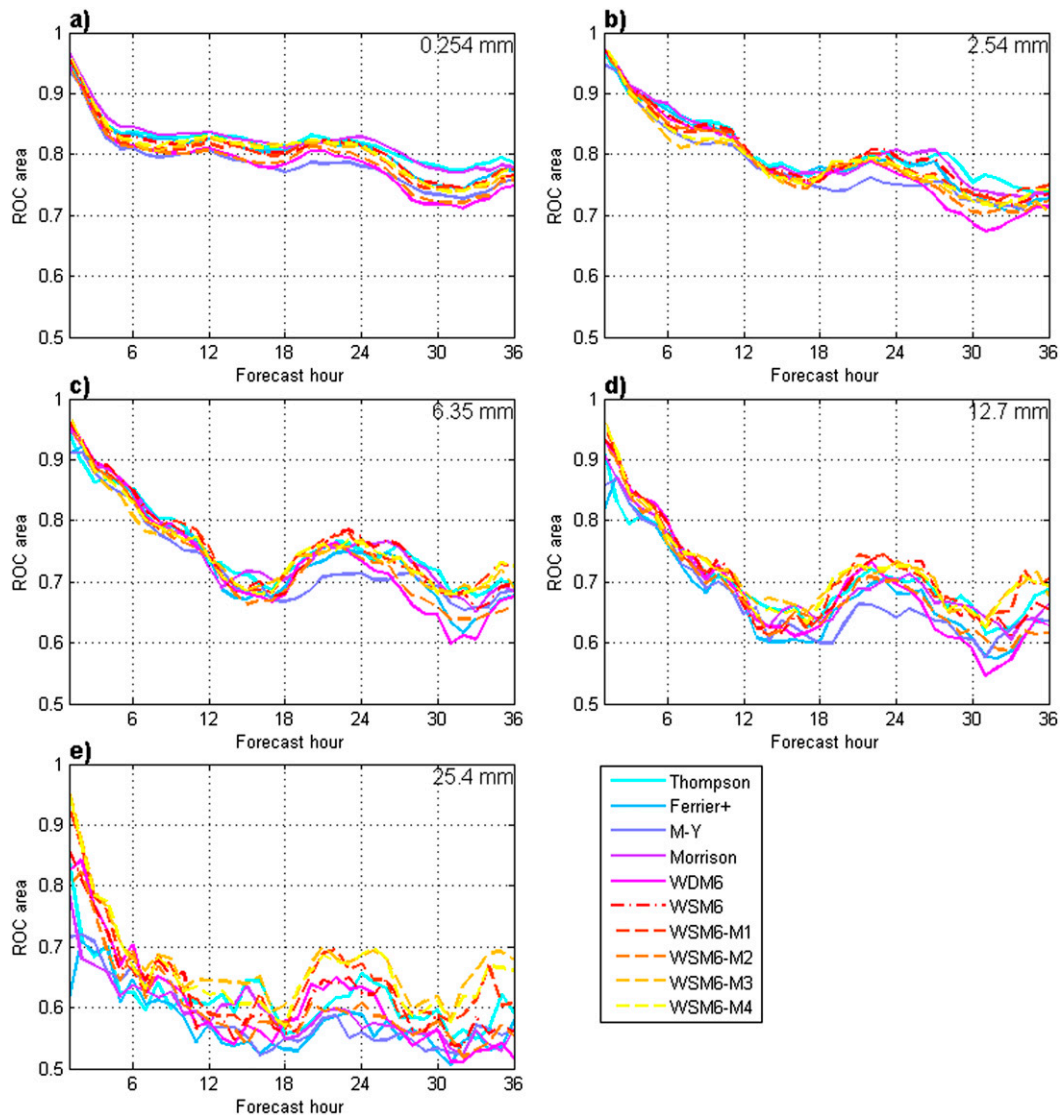 a)
0.254 mm
1
0.9
0.8
0.7
0.6
0.5
ROC area
6 12 18 24 30 36
Forecast hour
b)
2.54 mm
1
0.9
0.8
0.7
0.6
0.5
ROC area
6 12 18 24 30 36
Forecast hour
c)
6.35 mm
1
0.9
0.8
0.7
0.6
0.5
ROC area
6 12 18 24 30 36
Forecast hour
d)
12.7 mm
1
0.9
0.8
0.7
0.6
0.5
ROC area
6 12 18 24 30 36
Forecast hour
e)
25.4 mm
1
0.9
0.8
0.7
0.6
0.5
ROC area
6 12 18 24 30 36
Forecast hour
Thompson
Ferrier+
M-Y
Morrison
WDM6
WSM6
WSM6-M1
WSM6-M2
WSM6-M3
WSM6-M4